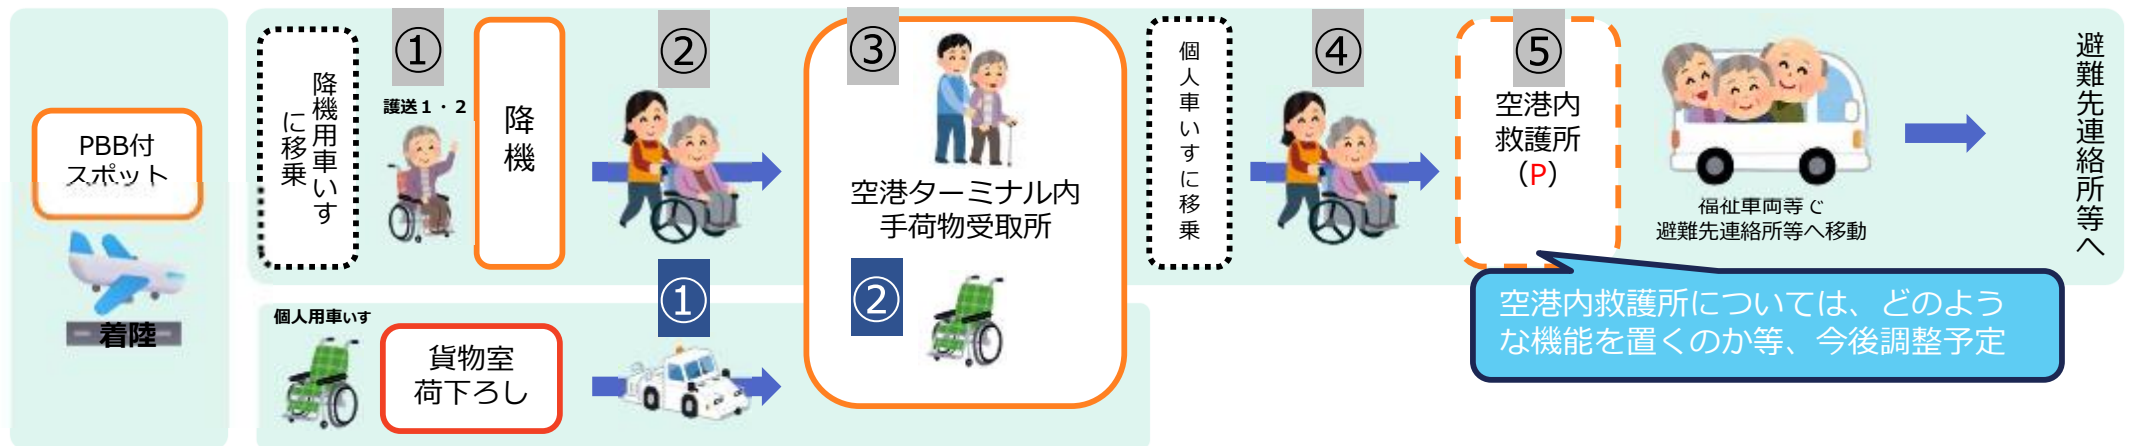 PBB付
スポット
着陸
降機用車いす
に移乗
①
護送1・2
降機
②
③
空港ターミナル内
手荷物受取所
個人車いすに移乗
④
⑤
空港内
救護所
（P）
福祉車両等で
避難先連絡所等へ移動
避難先連絡所等へ
個人用車いす
貨物室
荷下ろし
①
②
空港内救護所については、どのよう
な機能を置くのか等、今後調整予定